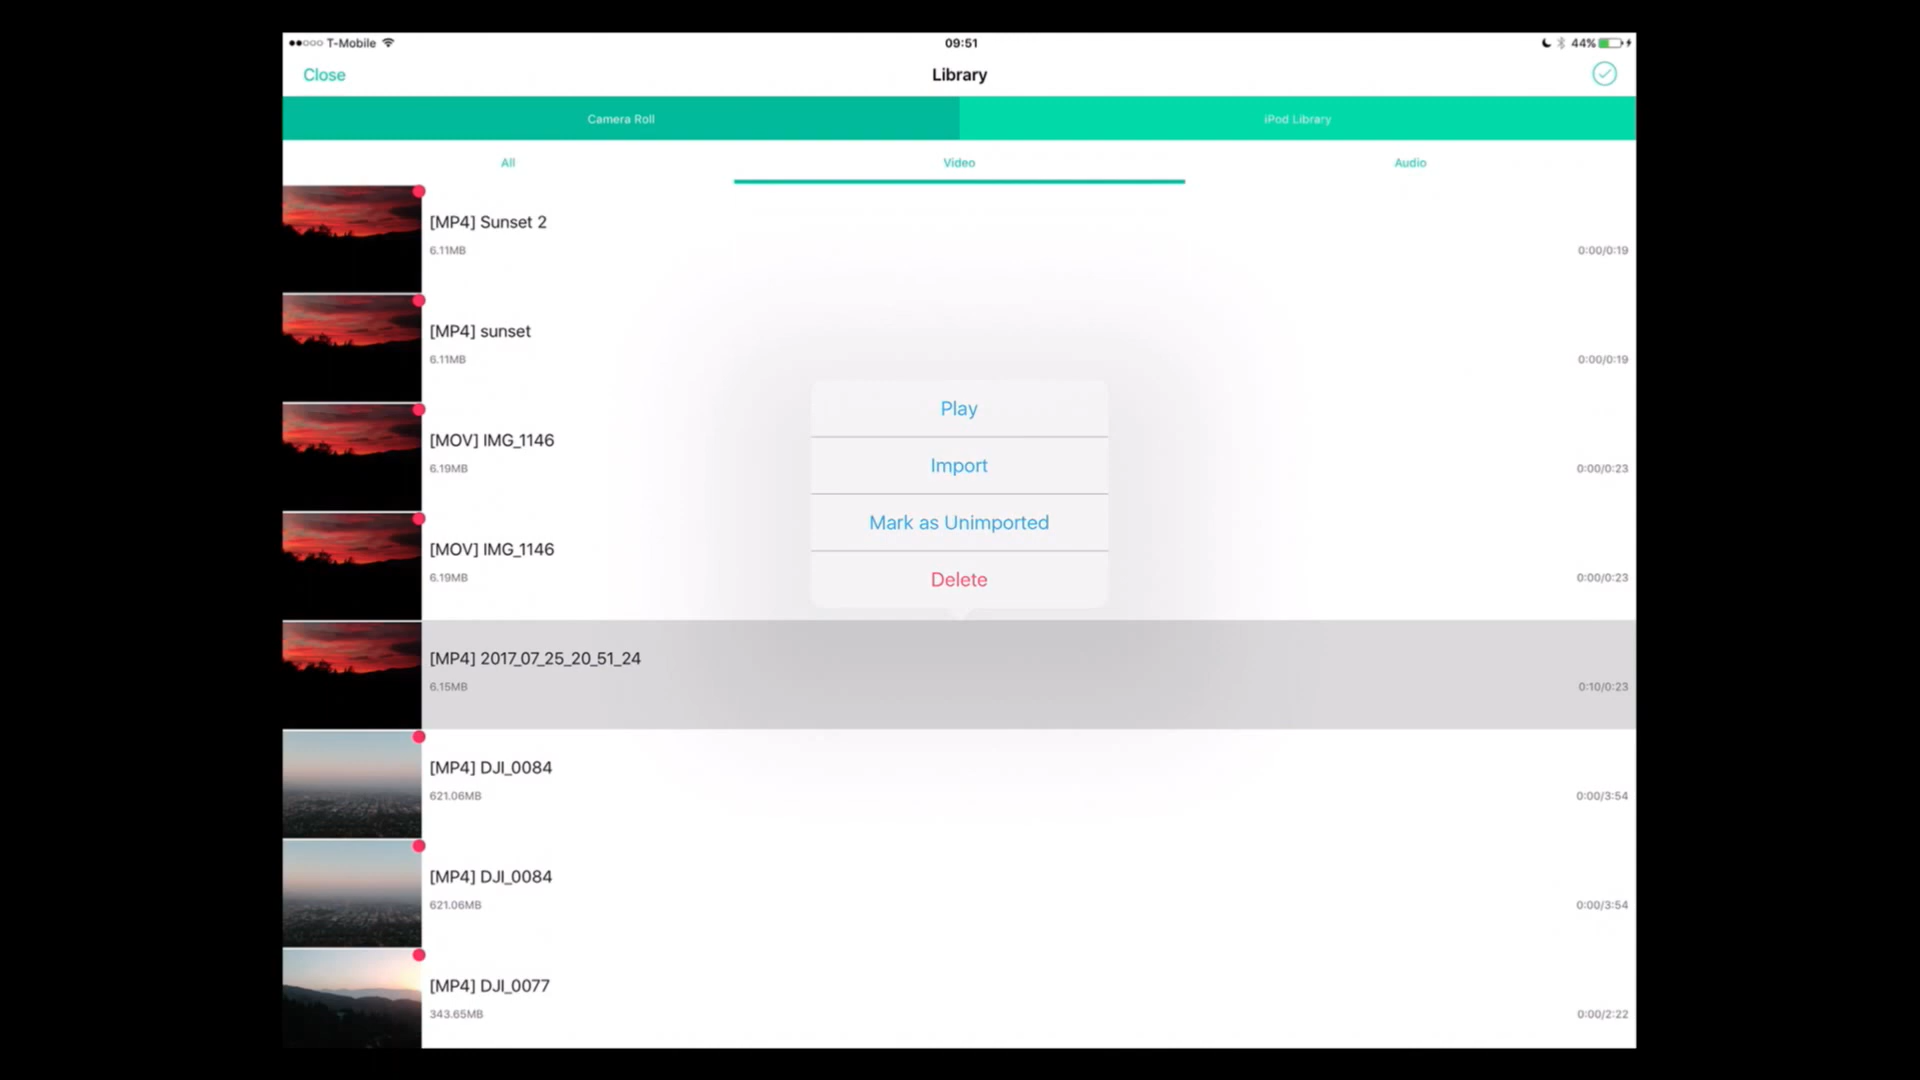 T-Mobile
09:51
44%
Close
Library
Camera Roll
iPod Library
All
Video
Audio
[MP4] Sunset 2
6.11MB
0:00/0:19
[MP4] sunset
6.11MB
0:00/0:19
Play
[MOV] IMG_1146
6.19MB
0:00/0:23
Import
Mark as Unimported
[MOV] IMG_1146
6.19MB
0:00/0:23
Delete
[MP4] 2017_07_25_20_51_24
6.15MB
0:10/0:23
[MP4] DJI_0084
621.06MB
0:00/3:54
[MP4] DJI_0084
621.06MB
0:00/3:54
[MP4] DJI_0077
343.65MB
0:00/2:22